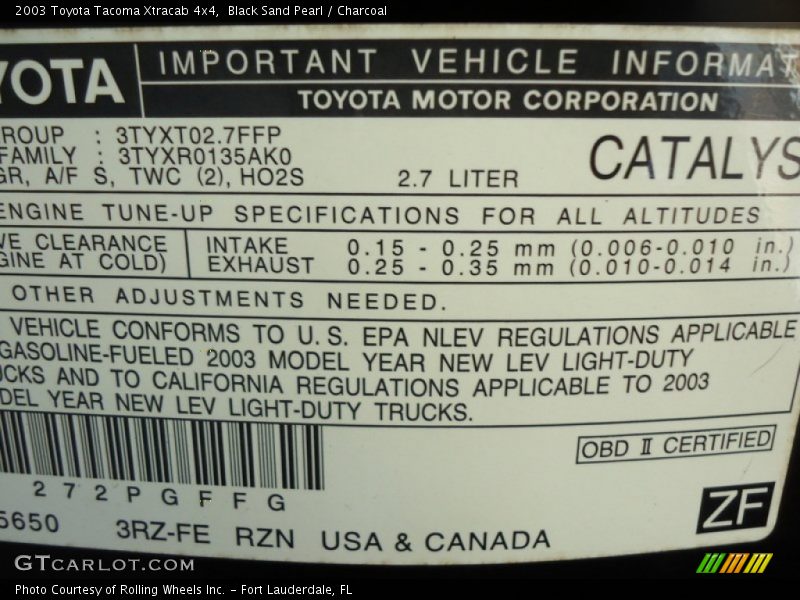 2003 Toyota Tacoma Xtracab 4x4, Black Sand Pearl / Charcoal
YOTA IMPORTANT VEHICLE INFORMAT
TOYOTA MOTOR CORPORATION
GROUP : 3TYXT02.7FFP
FAMILY : 3TYXR0135AK0 CATALYS
GR, A/F S, TWC (2), HO2S 2.7 LITER
ENGINE TUNE-UP SPECIFICATIONS FOR ALL ALTITUDES
VE CLEARANCE INTAKE 0.15 - 0.25 mm (0.006-0.010 in.)
GINE AT COLD) EXHAUST 0.25 - 0.35 mm (0.010-0.014 in.)
OTHER ADJUSTMENTS NEEDED.
VEHICLE CONFORMS TO U.S. EPA NLEV REGULATIONS APPLICABLE
GASOLINE-FUELED 2003 MODEL YEAR NEW LEV LIGHT-DUTY
UCKS AND TO CALIFORNIA REGULATIONS APPLICABLE TO 2003
DEL YEAR NEW LEV LIGHT-DUTY TRUCKS.
OBD II CERTIFIED
272PGFFG
5650 3RZ-FE RZN USA & CANADA ZF
GTCARLOT.COM
Photo Courtesy of Rolling Wheels Inc. - Fort Lauderdale, FL